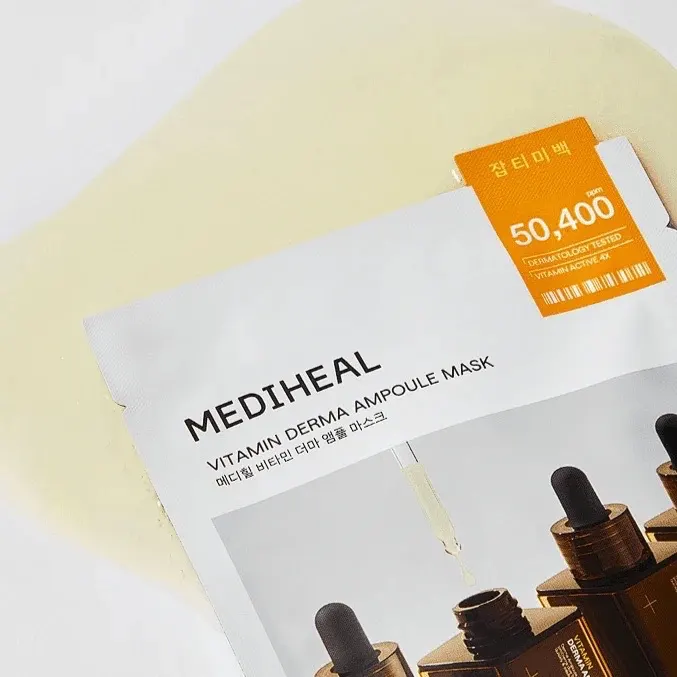 잡티미백
50,400 ppm
DERMATOLOGY TESTED
VITAMIN ACTIVE 4X
MEDIHEAL
VITAMIN DERMA AMPOULE MASK
메디힐 비타민 더마 앰플 마스크
VITAMIN